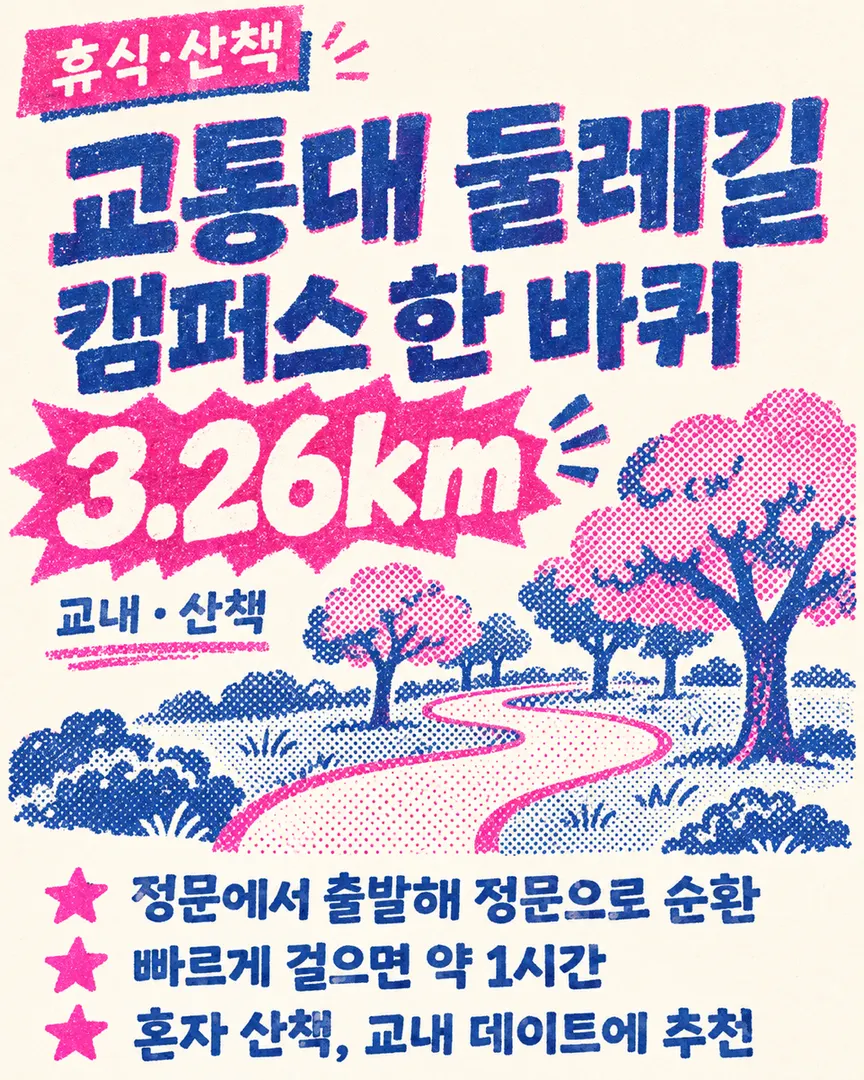 휴식·산책
교통대 둘레길
캠퍼스 한 바퀴
3.26km
교내 · 산책
정문에서 출발해 정문으로 순환
빠르게 걸으면 약 1시간
혼자 산책, 교내 데이트에 추천